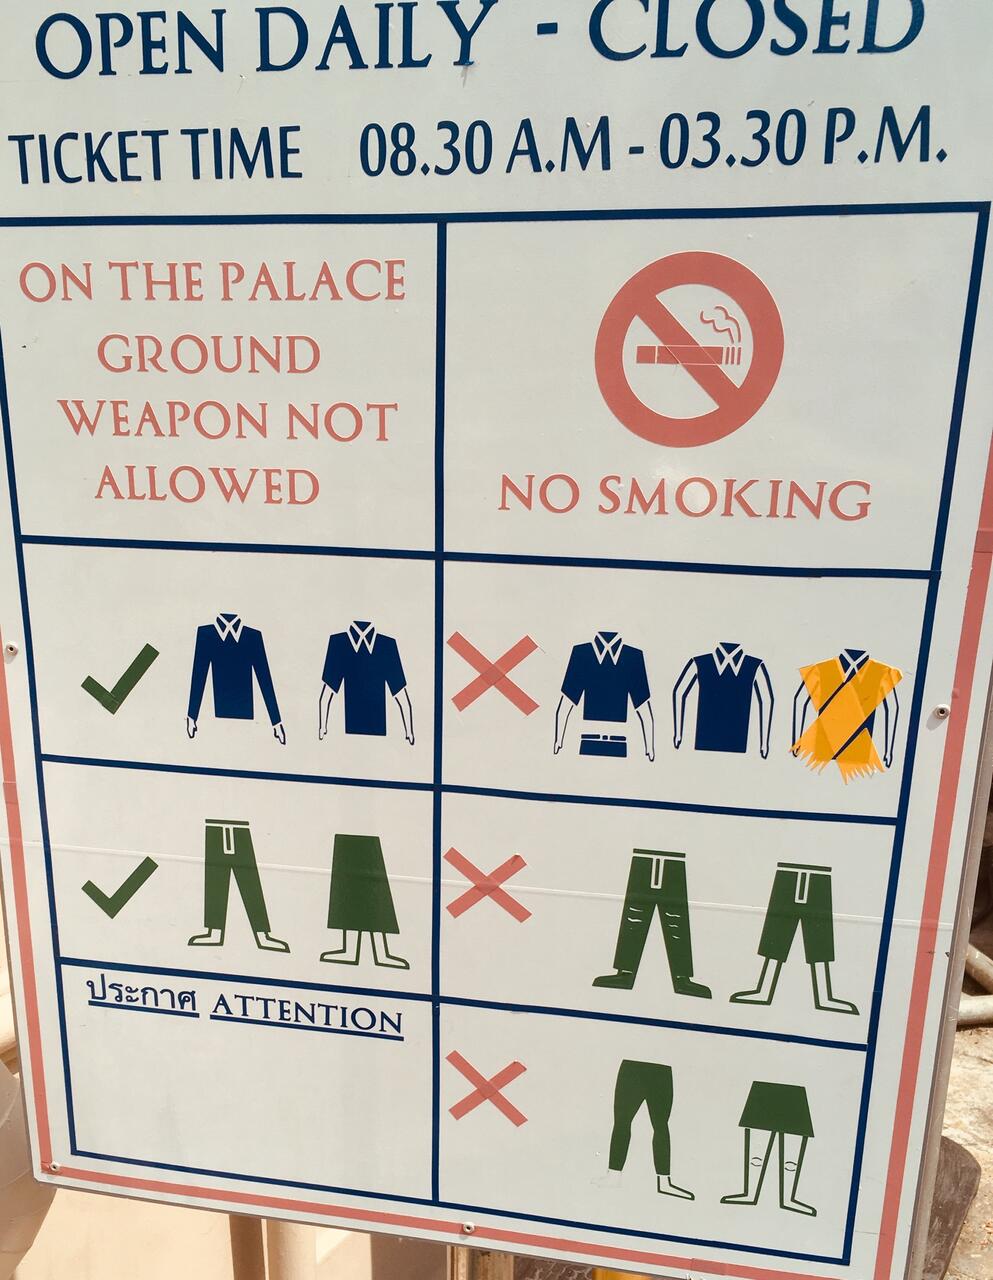 OPEN DAILY - CLOSED
TICKET TIME 08.30 A.M - 03.30 P.M.
ON THE PALACE
GROUND
WEAPON NOT
ALLOWED
NO SMOKING
ประกาศ ATTENTION